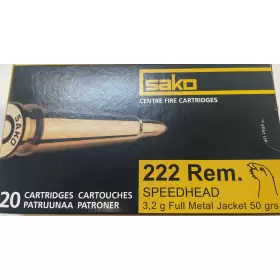 sako
CENTRE FIRE CARTRIDGES
SAKO
222 Rem.
SPEEDHEAD
3,2 g Full Metal Jacket 50 grs
20 CARTRIDGES CARTOUCHES
PATRUUNAA PATRONER